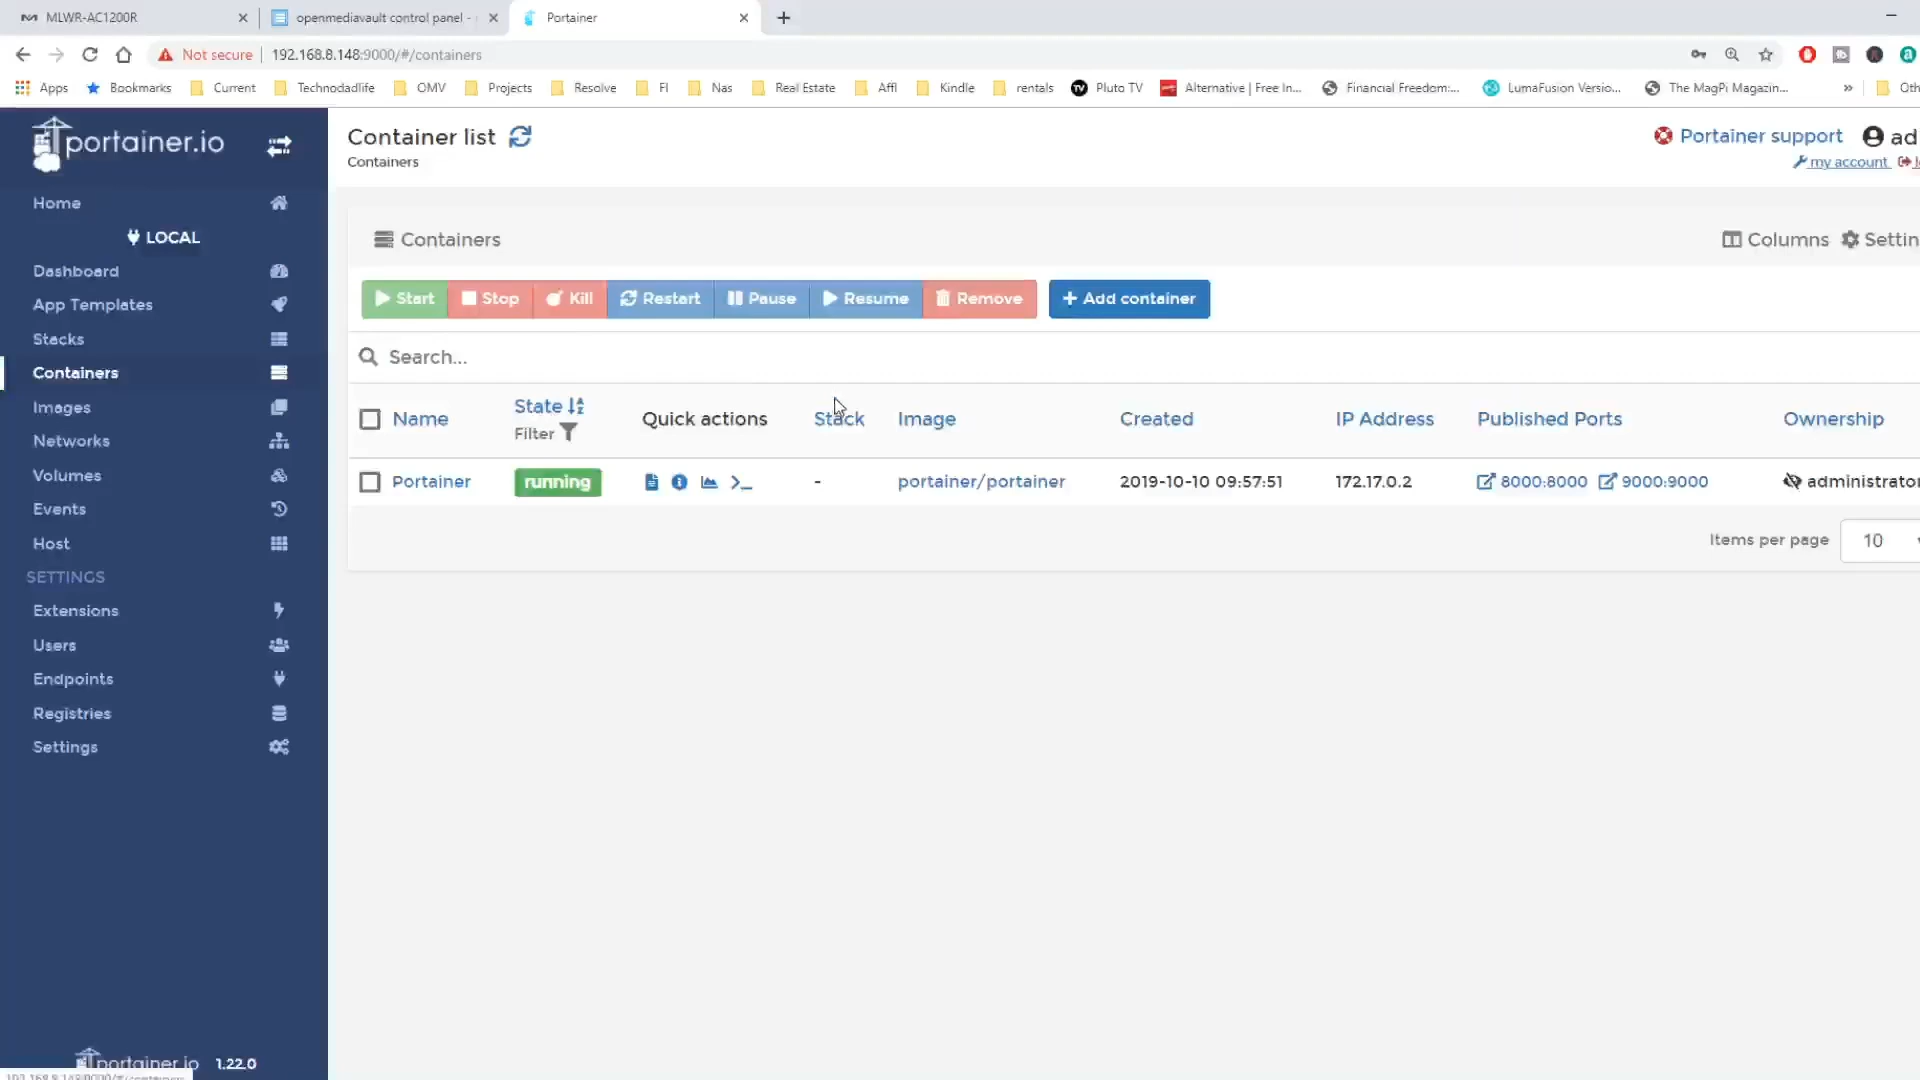 MLWR-AC1200R
openmediavault control panel -
Portainer
Not secure
192.168.8.148:9000/#/containers
Apps
Bookmarks
Current
Technodadlife
OMV
Projects
Resolve
FI
Nas
Real Estate
Affl
Kindle
rentals
Pluto TV
Alternative | Free In...
Financial Freedom:...
LumaFusion Versio...
The MagPi Magazin...
»
Oth
portainer.io
Home
LOCAL
Dashboard
App Templates
Stacks
Containers
Images
Networks
Volumes
Events
Host
SETTINGS
Extensions
Users
Endpoints
Registries
Settings
portainer.io 1.22.0
Container list
Containers
Portainer support
ad
my account
Containers
Columns
Settin
Start
Stop
Kill
Restart
Pause
Resume
Remove
+ Add container
Search...
Name
State
Filter
Quick actions
Stack
Image
Created
IP Address
Published Ports
Ownership
Portainer
running
-
portainer/portainer
2019-10-10 09:57:51
172.17.0.2
8000:8000
9000:9000
administrator
Items per page
10